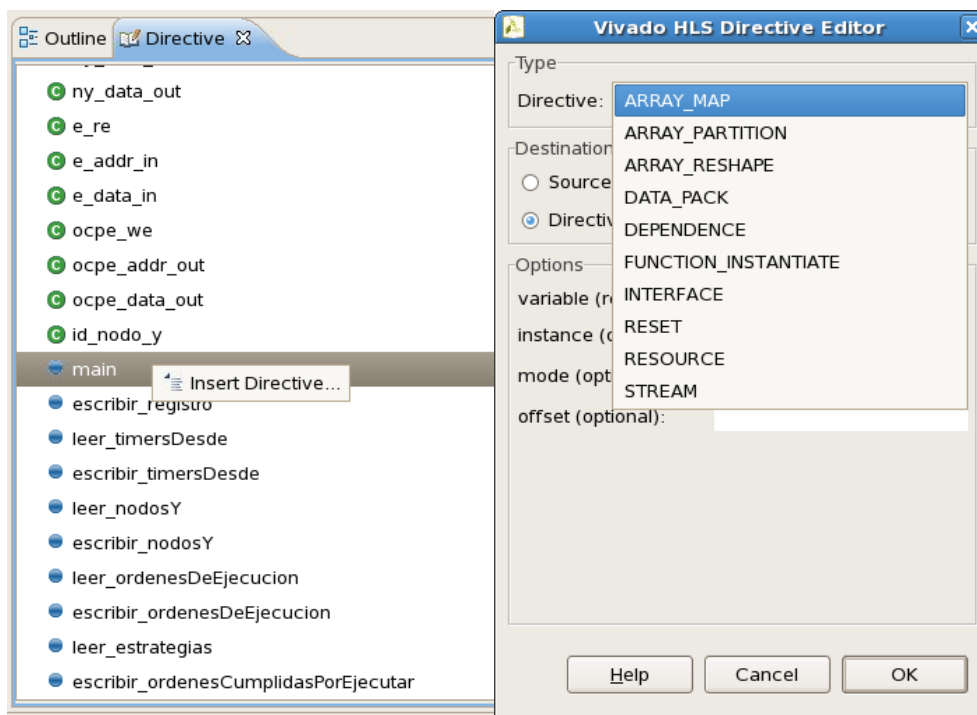 Outline
Directive
ny_data_out
e_re
e_addr_in
e_data_in
ocpe_we
ocpe_addr_out
ocpe_data_out
id_nodo_y
main
Insert Directive...
escribir_registro
leer_timersDesde
escribir_timersDesde
leer_nodosY
escribir_nodosY
leer_ordenesDeEjecucion
escribir_ordenesDeEjecucion
leer_estrategias
escribir_ordenesCumplidasPorEjecutar
Vivado HLS Directive Editor
Type
Directive:
ARRAY_MAP
ARRAY_PARTITION
ARRAY_RESHAPE
DATA_PACK
DEPENDENCE
FUNCTION_INSTANTIATE
INTERFACE
RESET
RESOURCE
STREAM
Destination
Source
Directiv
Options
variable (r
instance (
mode (opt
offset (optional):
Help
Cancel
OK